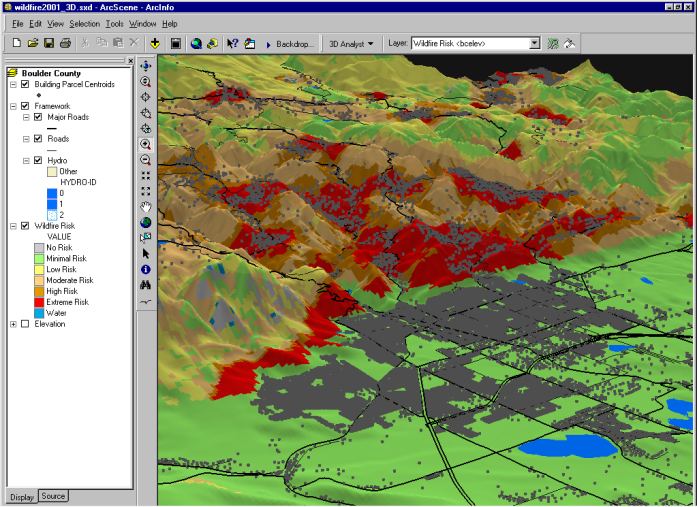 wildfire2001_3D.sxd - ArcScene - ArcInfo
File Edit View Selection Tools Window Help
Backdrop... 3D Analyst Layer: Wildfire Risk <bcelev>
Boulder County
Building Parcel Centroids
Framework
Major Roads
Roads
Hydro
Other
HYDRO-ID
0
1
2
Wildfire Risk
VALUE
No Risk
Minimal Risk
Low Risk
Moderate Risk
High Risk
Extreme Risk
Water
Elevation
Display Source